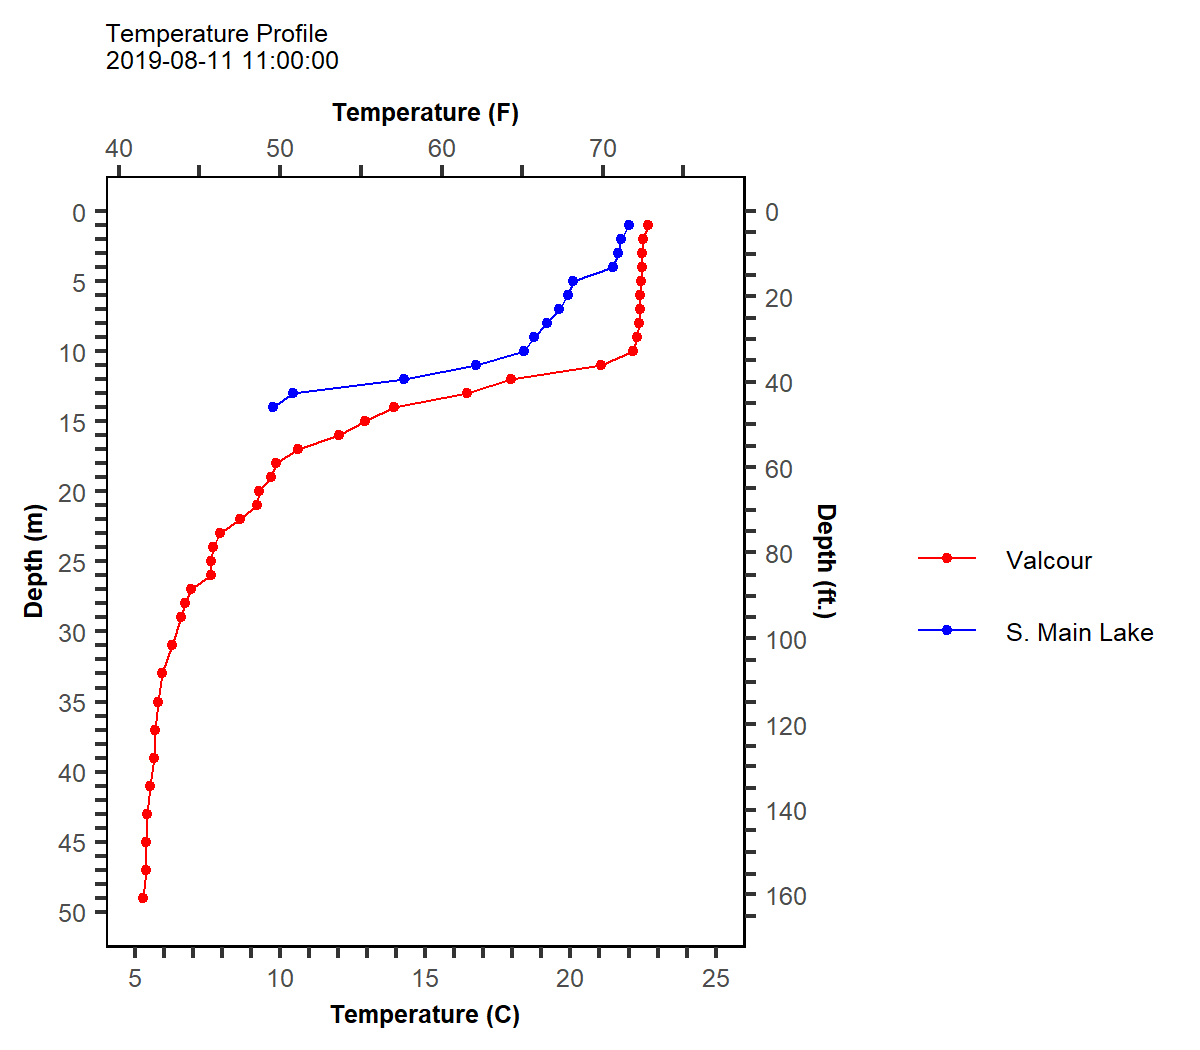 Temperature Profile
2019-08-11 11:00:00
Temperature (F)
40 50 60 70
0
5
10
15
20
25
30
35
40
45
50
Depth (m)
0
20
40
60
80
100
120
140
160
Depth (ft.)
5 10 15 20 25
Temperature (C)
Valcour
S. Main Lake